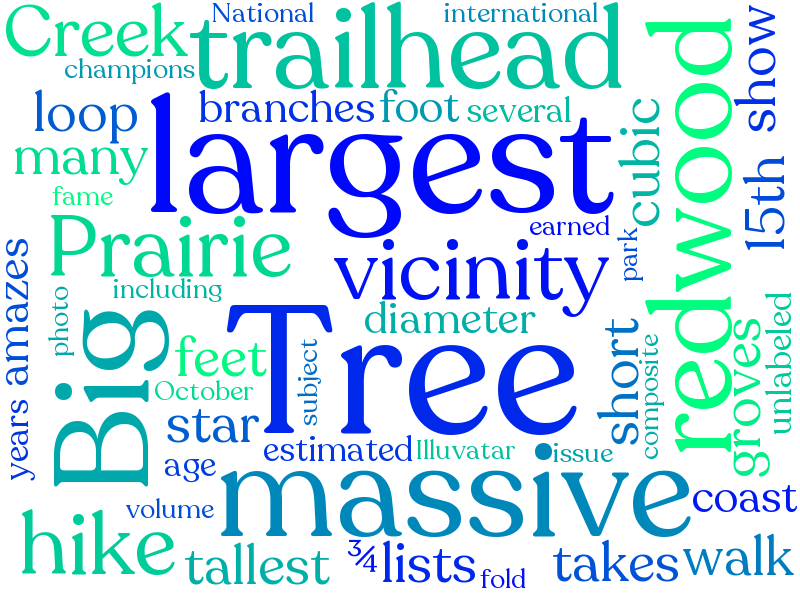 Creek
National
international
trailhead
champions
redwood
show
loop
branches
foot
several
largest
cubic
many
fame
15th
earned
park
Prairie
vicinity
amazes
including
photo
Tree
diameter
unlabeled
Big
feet
subject
short
composite
groves
October
star
years
estimated
Illuvatar
issue
age
massive
coast
volume
hike
tallest
¾
lists
fold
takes
walk